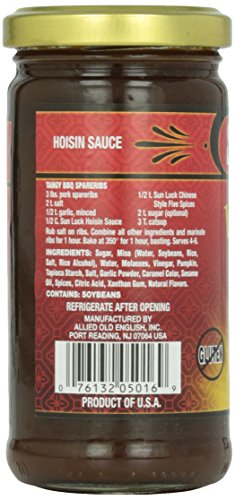 HOISIN SAUCE
TANGY BBQ SPARERIBS
3 lbs. pork spareribs
2 t. salt
1/2 t. garlic, minced
1/2 C. Sun Luck Hoisin Sauce
1/2 t. Sun Luck Chinese
Style Five Spices
2 t. sugar (optional)
3 T. catsup
Rub salt on ribs. Combine ingredients and marinate
ribs for 1 hour. Bake at 350° for 1 hour, basting. Serves 4-6.
INGREDIENTS: Sugar, Miso (Water, Soybean, Rice,
Salt, Rice Alcohol), Water, Molasses, Vinegar, Pumpkin,
Tapioca Starch, Salt, Garlic Powder, Caramel Color, Sesame
Oil, Spices, Citric Acid, Xanthan Gum, Natural Flavors.
CONTAINS: SOYBEANS
REFRIGERATE AFTER OPENING
MANUFACTURED BY
ALLIED OLD ENGLISH, INC.
PORT READING, NJ 07064 USA
0 76132 05016 9
PRODUCT OF U.S.A.